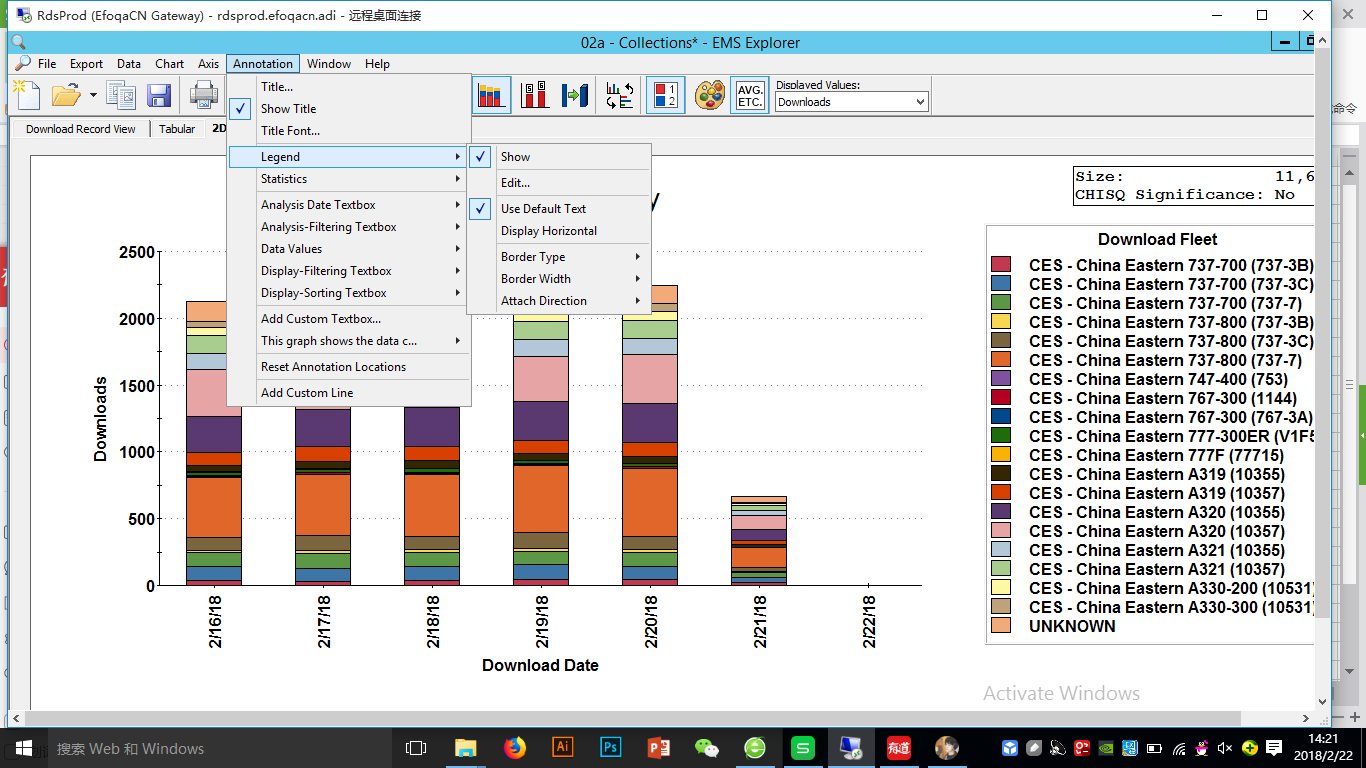 RdsProd (EfoqaCN Gateway) - rdsprod.efoqacn.adi - 远程桌面连接
02a - Collections* - EMS Explorer
File Export Data Chart Axis Annotation Window Help
Title...
Show Title
Title Font...
Legend
Statistics
Analysis Date Textbox
Analysis-Filtering Textbox
Data Values
Display-Filtering Textbox
Display-Sorting Textbox
Add Custom Textbox...
This graph shows the data c...
Reset Annotation Locations
Add Custom Line
Show
Edit...
Use Default Text
Display Horizontal
Border Type
Border Width
Attach Direction
AVG.
ETC.
Displayed Values:
Downloads
命令
Download Record View Tabular 2D
y
Size: 11,6
CHISQ Significance: No
Download Fleet
CES - China Eastern 737-700 (737-3B)
CES - China Eastern 737-700 (737-3C)
CES - China Eastern 737-700 (737-7)
CES - China Eastern 737-800 (737-3B)
CES - China Eastern 737-800 (737-3C)
CES - China Eastern 737-800 (737-7)
CES - China Eastern 747-400 (753)
CES - China Eastern 767-300 (1144)
CES - China Eastern 767-300 (767-3A)
CES - China Eastern 777-300ER (V1F5
CES - China Eastern 777F (77715)
CES - China Eastern A319 (10355)
CES - China Eastern A319 (10357)
CES - China Eastern A320 (10355)
CES - China Eastern A320 (10357)
CES - China Eastern A321 (10355)
CES - China Eastern A321 (10357)
CES - China Eastern A330-200 (10531)
CES - China Eastern A330-300 (10531)
UNKNOWN
2500
2000
1500
1000
500
0
Downloads
2/16/18 2/17/18 2/18/18 2/19/18 2/20/18 2/21/18 2/22/18
Download Date
Activate Windows
搜索 Web 和 Windows
Ai
Ps
有道
14:21
2018/2/22